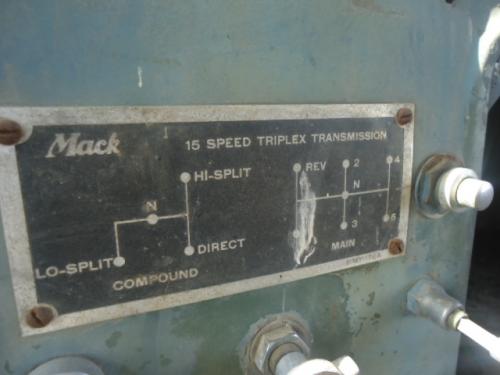 Mack 15 SPEED TRIPLEX TRANSMISSION
REV 2 4
HI-SPLIT
N N
3 5
LO-SPLIT DIRECT MAIN
COMPOUND